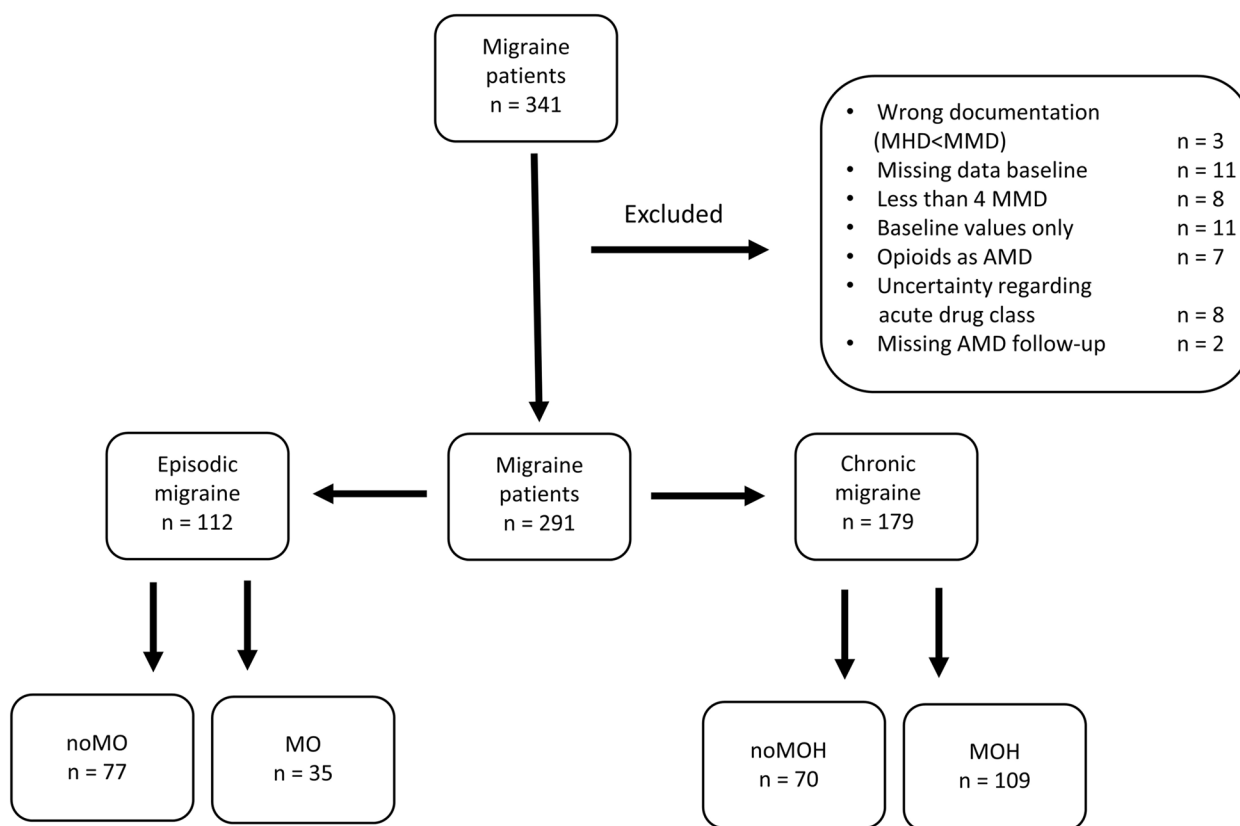 Migraine
patients
n = 341
Excluded
• Wrong documentation
(MHD<MMD) n = 3
• Missing data baseline n = 11
• Less than 4 MMD n = 8
• Baseline values only n = 11
• Opioids as AMD n = 7
• Uncertainty regarding
acute drug class n = 8
• Missing AMD follow-up n = 2
Episodic
migraine
n = 112
Migraine
patients
n = 291
Chronic
migraine
n = 179
noMO
n = 77
MO
n = 35
noMOH
n = 70
MOH
n = 109